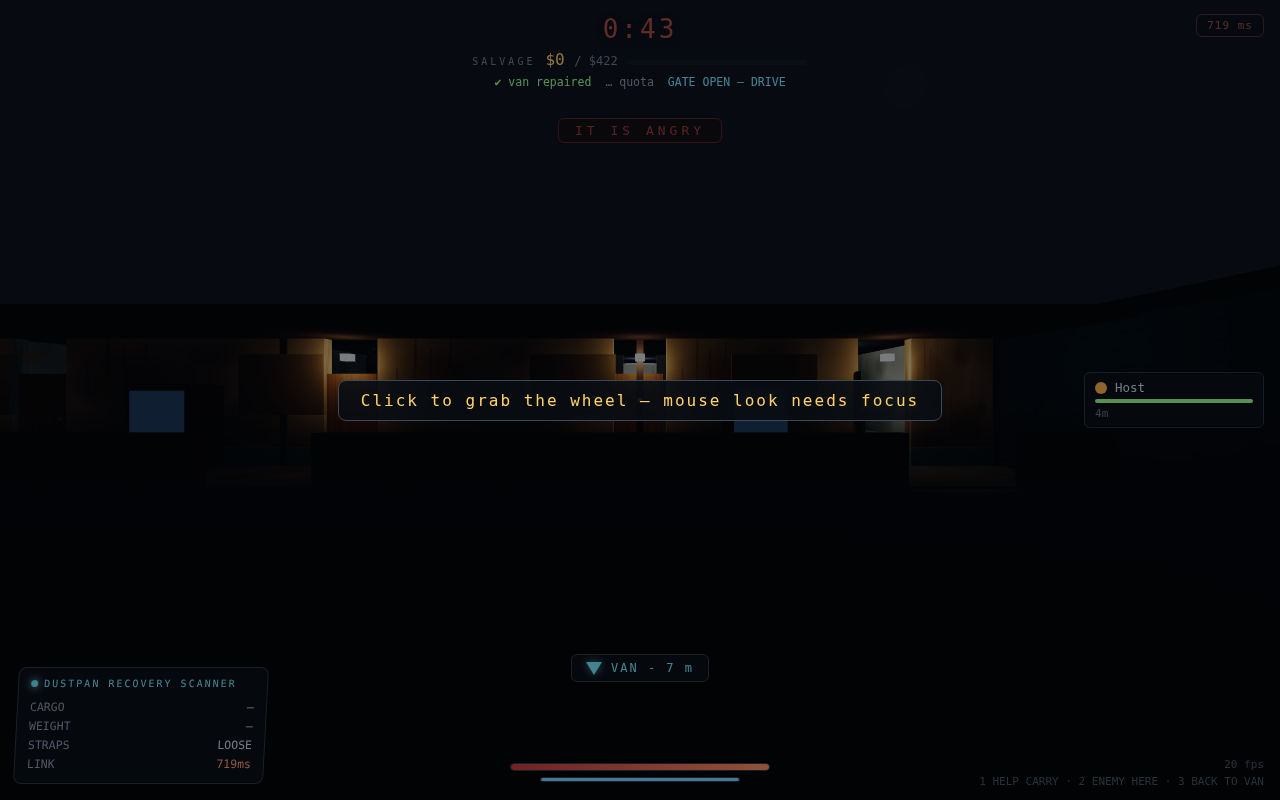 0:43
719 ms
SALVAGE $0 / $422
✔ van repaired … quota GATE OPEN — DRIVE
IT IS ANGRY
Click to grab the wheel — mouse look needs focus
Host
4m
VAN - 7 m
DUSTPAN RECOVERY SCANNER
CARGO —
WEIGHT —
STRAPS LOOSE
LINK 719ms
20 fps
1 HELP CARRY · 2 ENEMY HERE · 3 BACK TO VAN